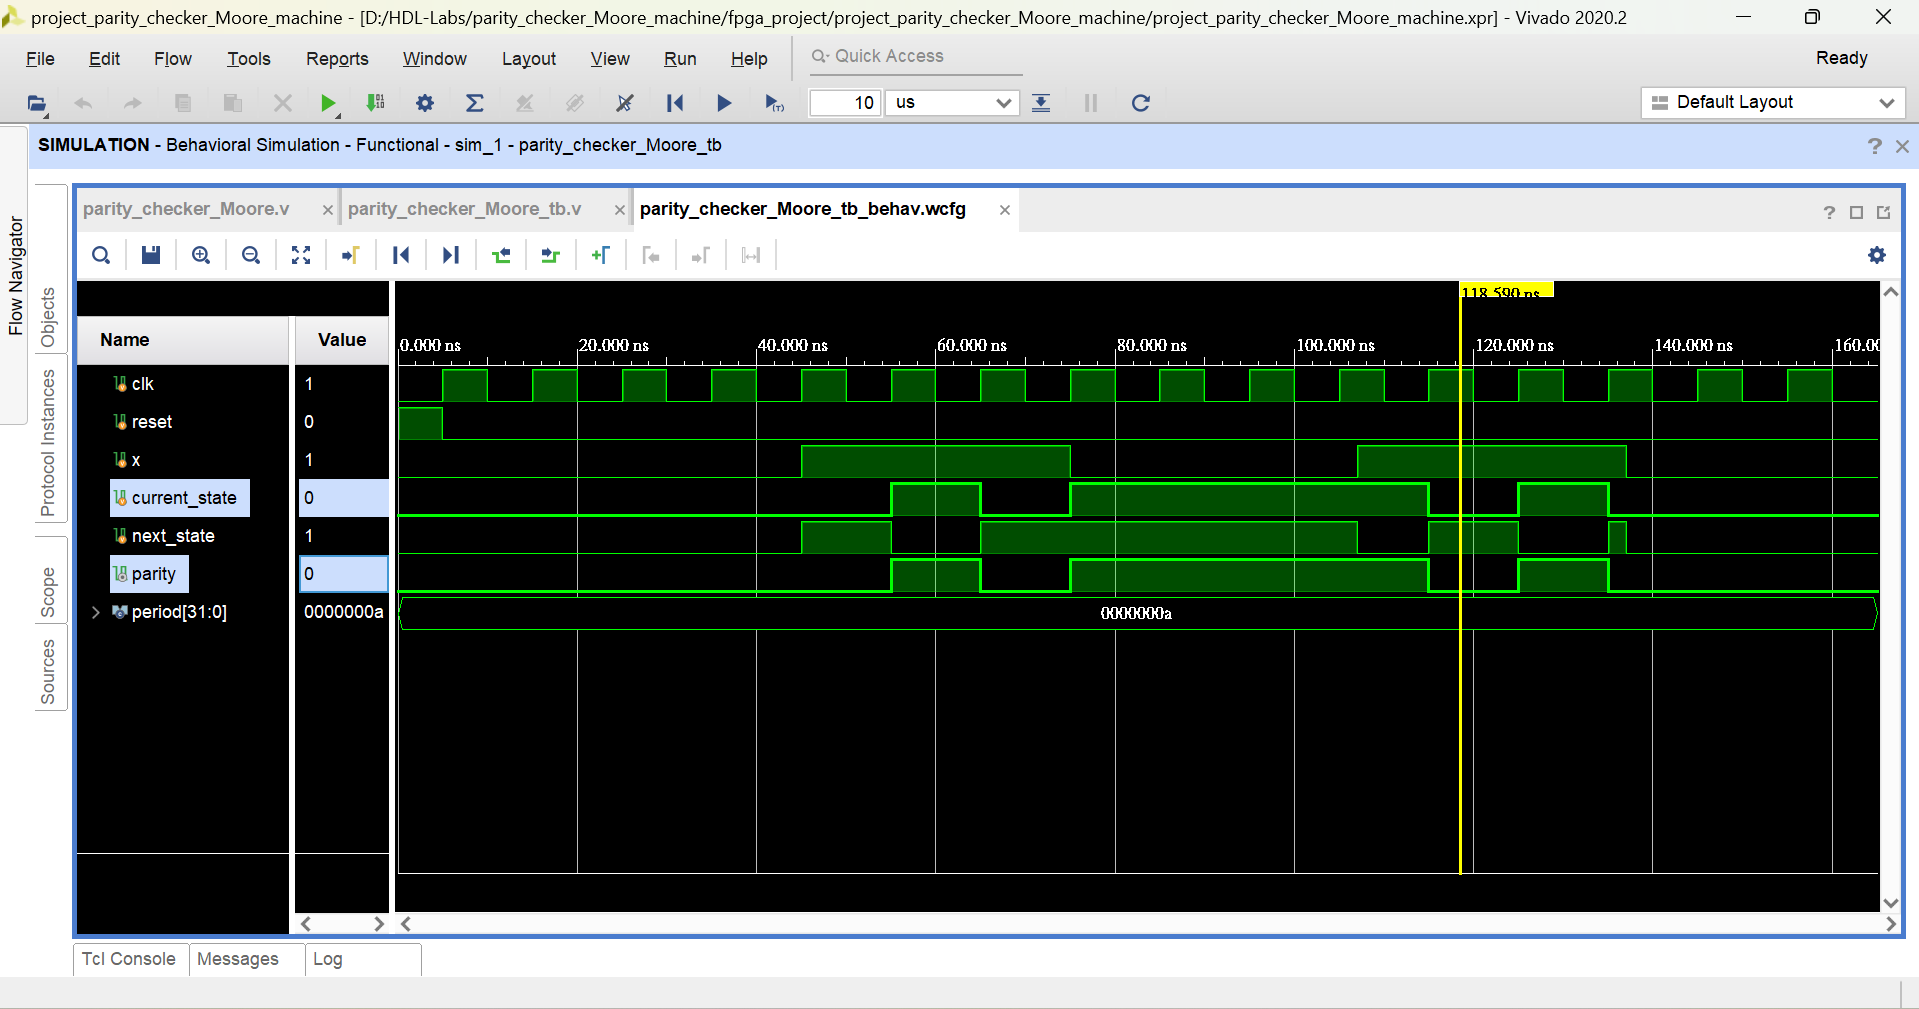 project_parity_checker_Moore_machine - [D:/HDL-Labs/parity_checker_Moore_machine/fpga_project/project_parity_checker_Moore_machine/project_parity_checker_Moore_machine.xpr] - Vivado 2020.2
File Edit Flow Tools Reports Window Layout View Run Help Quick Access Ready
10 us Default Layout
SIMULATION - Behavioral Simulation - Functional - sim_1 - parity_checker_Moore_tb
Flow Navigator
Objects
Protocol Instances
Scope
Sources
parity_checker_Moore.v parity_checker_Moore_tb.v parity_checker_Moore_tb_behav.wcfg
118.590 ns
Name Value
0.000 ns 20.000 ns 40.000 ns 60.000 ns 80.000 ns 100.000 ns 120.000 ns 140.000 ns 160.00
clk 1
reset 0
x 1
current_state 0
next_state 1
parity 0
period[31:0] 0000000a 0000000a
Tcl Console Messages Log